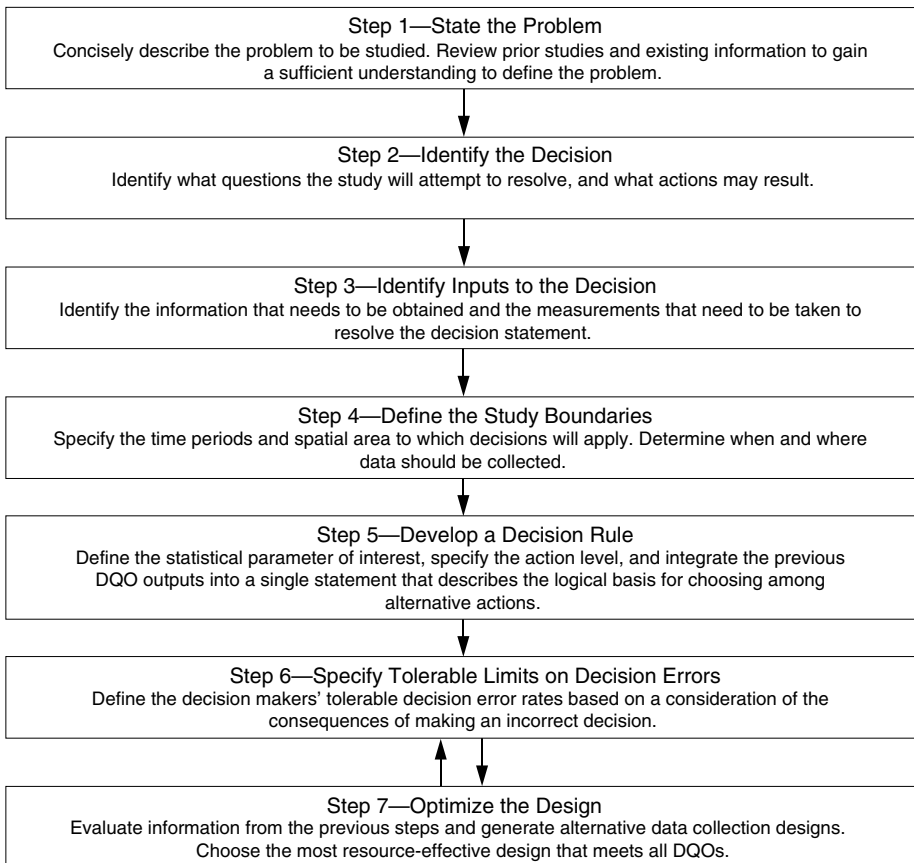 Step 1—State the Problem
Concisely describe the problem to be studied. Review prior studies and existing information to gain
a sufficient understanding to define the problem.
Step 2—Identify the Decision
Identify what questions the study will attempt to resolve, and what actions may result.
Step 3—Identify Inputs to the Decision
Identify the information that needs to be obtained and the measurements that need to be taken to
resolve the decision statement.
Step 4—Define the Study Boundaries
Specify the time periods and spatial area to which decisions will apply. Determine when and where
data should be collected.
Step 5—Develop a Decision Rule
Define the statistical parameter of interest, specify the action level, and integrate the previous
DQO outputs into a single statement that describes the logical basis for choosing among
alternative actions.
Step 6—Specify Tolerable Limits on Decision Errors
Define the decision makers' tolerable decision error rates based on a consideration of the
consequences of making an incorrect decision.
Step 7—Optimize the Design
Evaluate information from the previous steps and generate alternative data collection designs.
Choose the most resource-effective design that meets all DQOs.